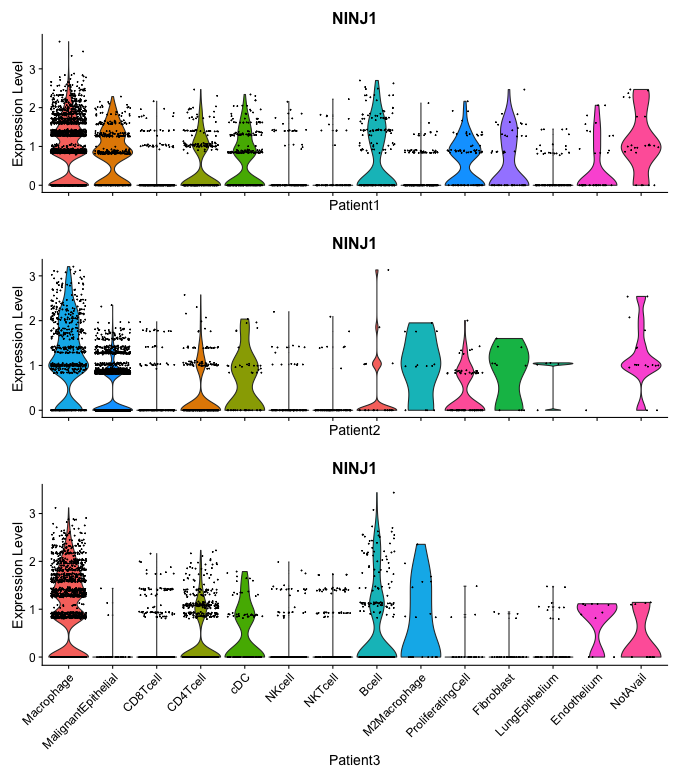 NINJ1
Expression Level
3
2
1
0
Patient1
NINJ1
Expression Level
3
2
1
0
Patient2
NINJ1
Expression Level
3
2
1
0
Macrophage
MalignantEpithelial
CD8Tcell
CD4Tcell
cDC
NKcell
NKTcell
Bcell
M2Macrophage
ProliferatingCell
Fibroblast
LungEpithelium
Endothelium
NotAvail
Patient3